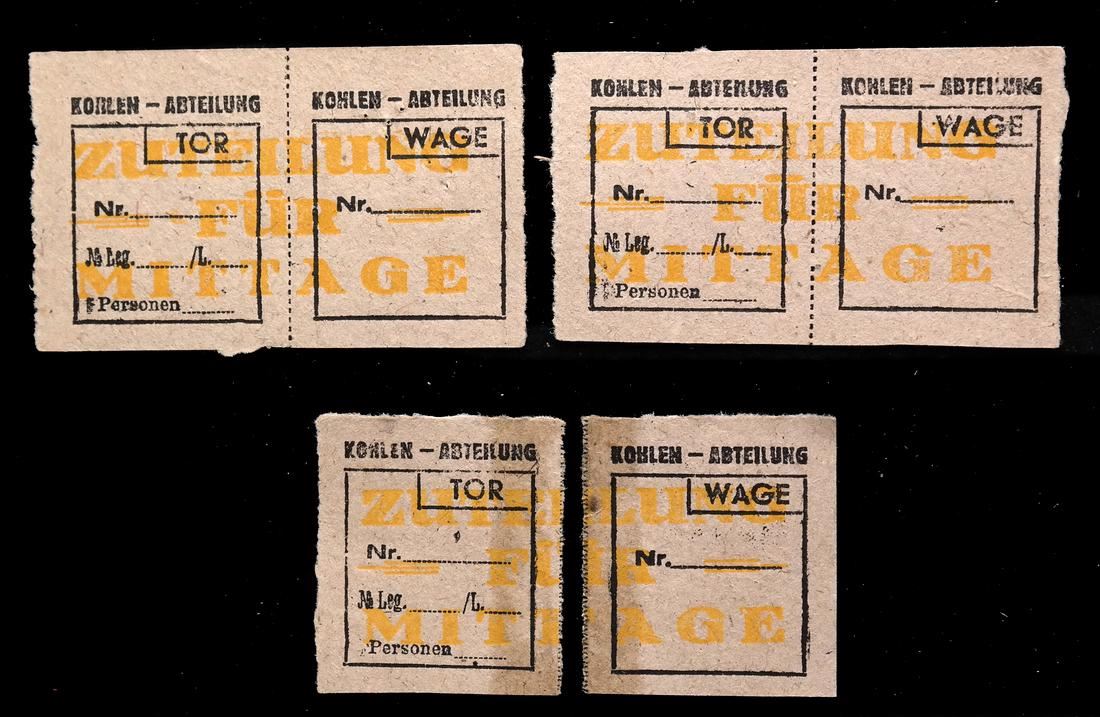 KOHLEN - ABTEILUNG KOHLEN - ABTEILUNG
TOR WAGE
ZUTEILUNG
Nr. Nr.
FÜR
№ Leg. /L.
MITTAGE
Personen
KOHLEN - ABTEILUNG KOHLEN - ABTEILUNG
TOR WAGE
ZUTEILUNG
Nr. Nr.
FÜR
№ Leg. /L.
MITTAGE
Personen
KOHLEN - ABTEILUNG
TOR
ZUTEILUNG
Nr.
FÜR
№ Leg. /L.
MITTAGE
Personen
KOHLEN - ABTEILUNG
WAGE
Nr.